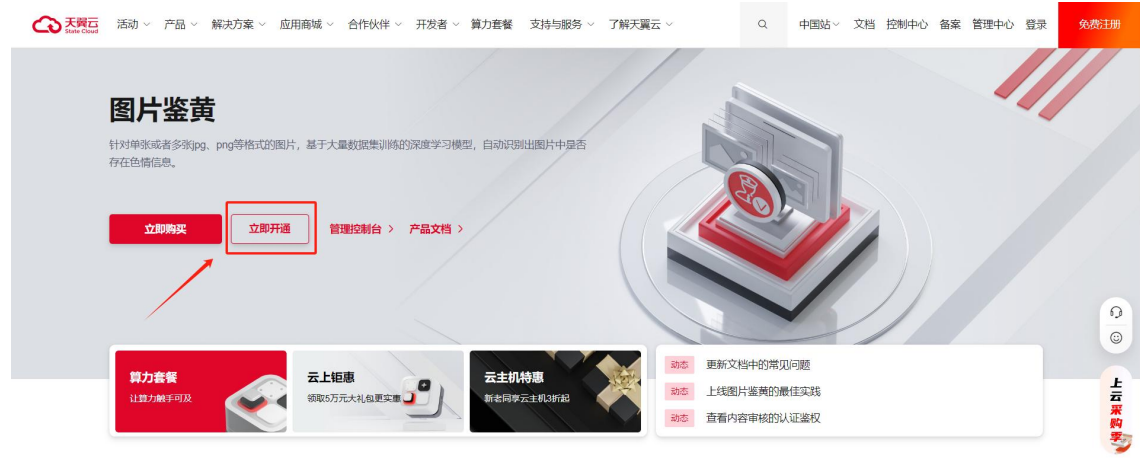 天翼云
State Cloud
活动 产品 解决方案 应用商城 合作伙伴 开发者 算力套餐 支持与服务 了解天翼云
中国站 文档 控制中心 备案 管理中心 登录 免费注册
图片鉴黄
针对单张或者多张jpg、png等格式的图片，基于大量数据集训练的深度学习模型，自动识别出图片中是否
存在色情信息。
立即购买 立即开通 管理控制台 产品文档
算力套餐
让算力触手可及
云上钜惠
领取5万元大礼包更实惠
云主机特惠
新老同享云主机3折起
动态 更新文档中的常见问题
动态 上线图片鉴黄的最佳实践
动态 查看内容审核的认证鉴权
上云采购季